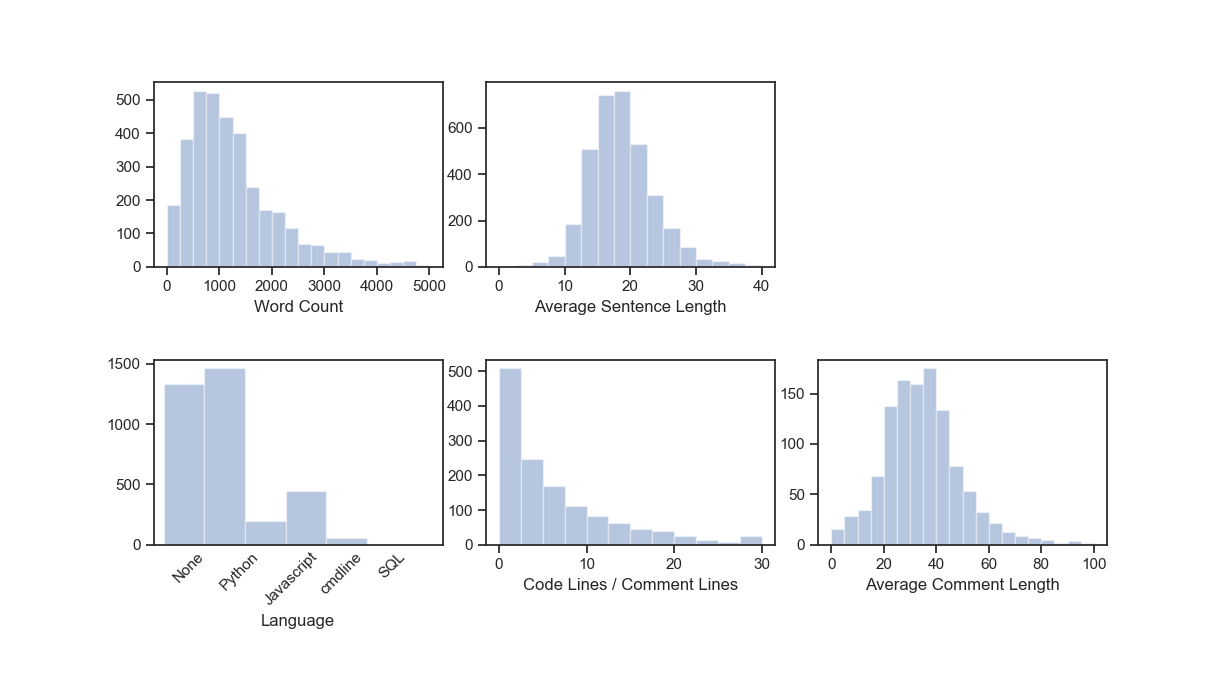 500
400
300
200
100
0
0 1000 2000 3000 4000 5000
Word Count
600
400
200
0
0 10 20 30 40
Average Sentence Length
1500
1000
500
0
None Python Javascript cmdline SQL
Language
500
400
300
200
100
0
0 10 20 30
Code Lines / Comment Lines
150
100
50
0
0 20 40 60 80 100
Average Comment Length